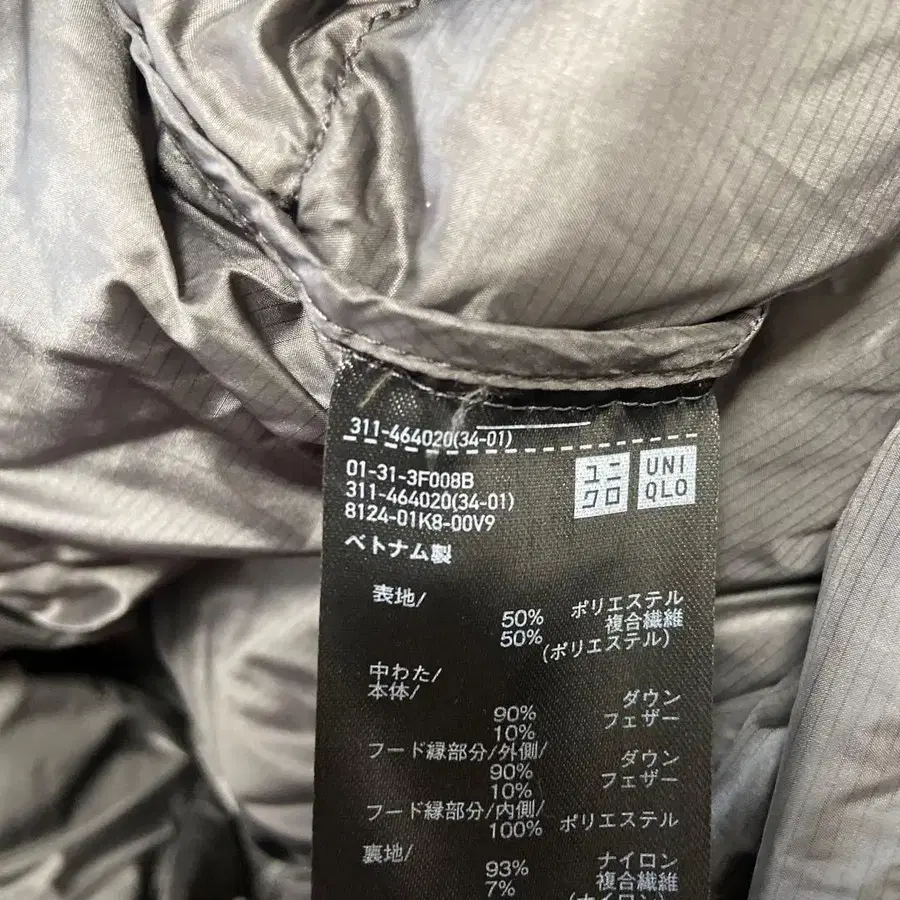 311-464020(34-01)
ユニ
クロ
UNI
QLO
01-31-3F008B
311-464020(34-01)
8124-01K8-00V9
ベトナム製
表地/
50% ポリエステル
50% 複合繊維
(ポリエステル)
中わた/
本体/
90% ダウン
10% フェザー
フード縁部分/外側/
90% ダウン
10% フェザー
フード縁部分/内側/
100% ポリエステル
裏地/
93% ナイロン
7% 複合繊維
(ナイロン)